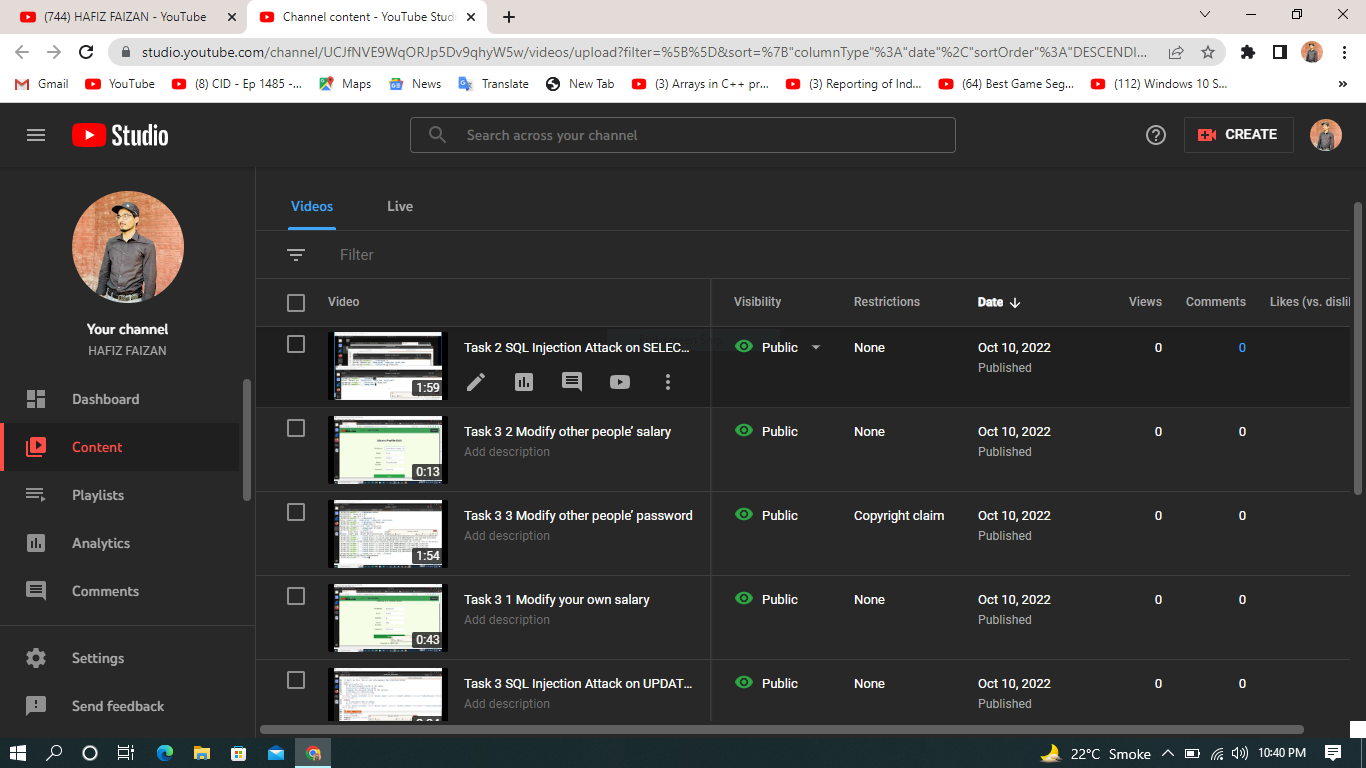 (744) HAFIZ FAIZAN - YouTube
Channel content - YouTube Studi
studio.youtube.com/channel/UCJfNVE9WqORJp5Dv9qhyW5w/videos/upload?filter=%5B%5D&sort=%7B"columnType"%3A"date"%2C"sortOrder"%3A"DESCENDI...
Gmail
YouTube
(8) CID - Ep 1485 -...
Maps
News
Translate
New Tab
(3) Arrays in C++ pr...
(3) Reporting of Ind...
(64) Best Game Seg...
(112) Windows 10 S...
Studio
Search across your channel
CREATE
Your channel
HAFIZ FAIZAN
Dashboard
Content
Playlists
Analytics
Comments
Settings
Send feedback
Videos
Live
Filter
Video
Visibility
Restrictions
Date
Views
Comments
Likes (vs. disli
1:59
Task 2 SQL Injection Attack on SELEC...
Public
None
Oct 10, 2022
Published
0
0
0:13
Task 3 2 Modify other people' salary
Add description
Public
None
Oct 10, 2022
Published
0
0
1:54
Task 3 3 Modify other people' password
Add description
Public
Copyright claim
Oct 10, 2022
Published
0
0
0:43
Task 3 1 Modify your own salary
Add description
Public
None
Oct 10, 2022
Published
0
0
Task 3 SQL Injection Attack on UPDAT...
Add description
Public
None
Oct 10, 2022
Published
0
0
22°C Smoke
10:40 PM